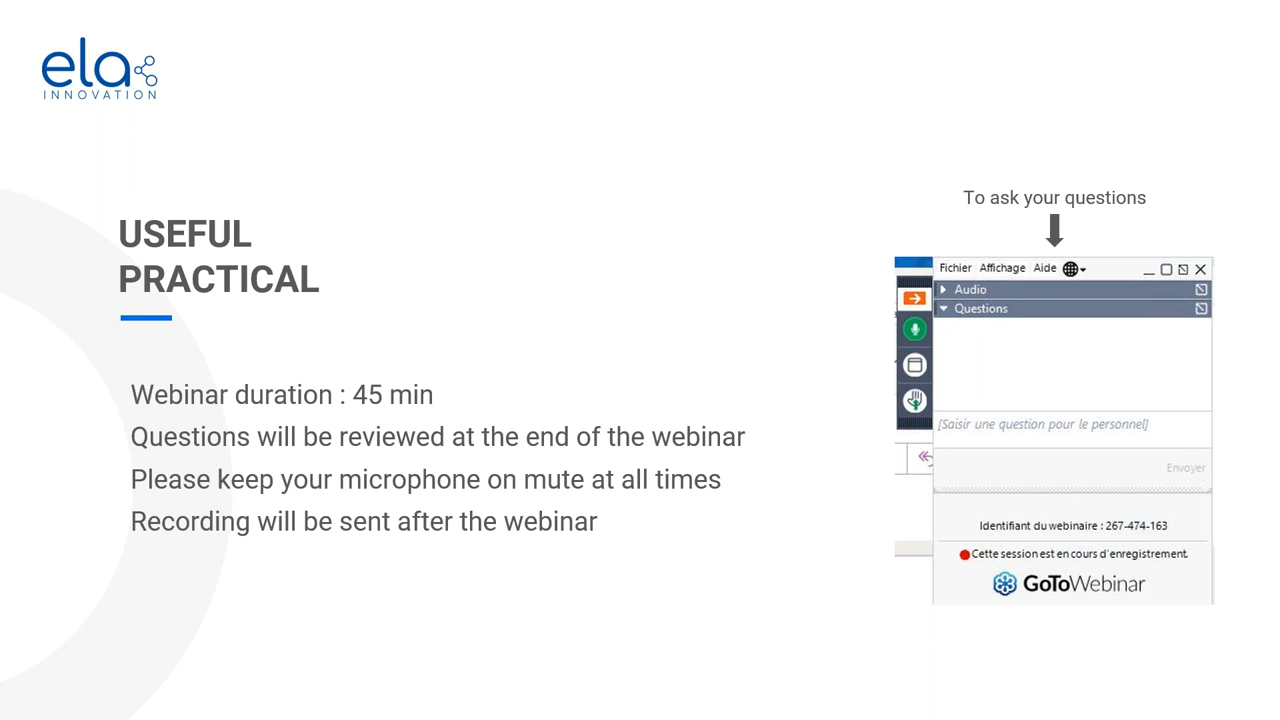 ela
INNOVATION
USEFUL
PRACTICAL
Webinar duration : 45 min
Questions will be reviewed at the end of the webinar
Please keep your microphone on mute at all times
Recording will be sent after the webinar
To ask your questions
Fichier Affichage Aide
Audio
Questions
[Saisir une question pour le personnel]
Envoyer
Identifiant du webinaire : 267-474-163
Cette session est en cours d'enregistrement.
GoToWebinar